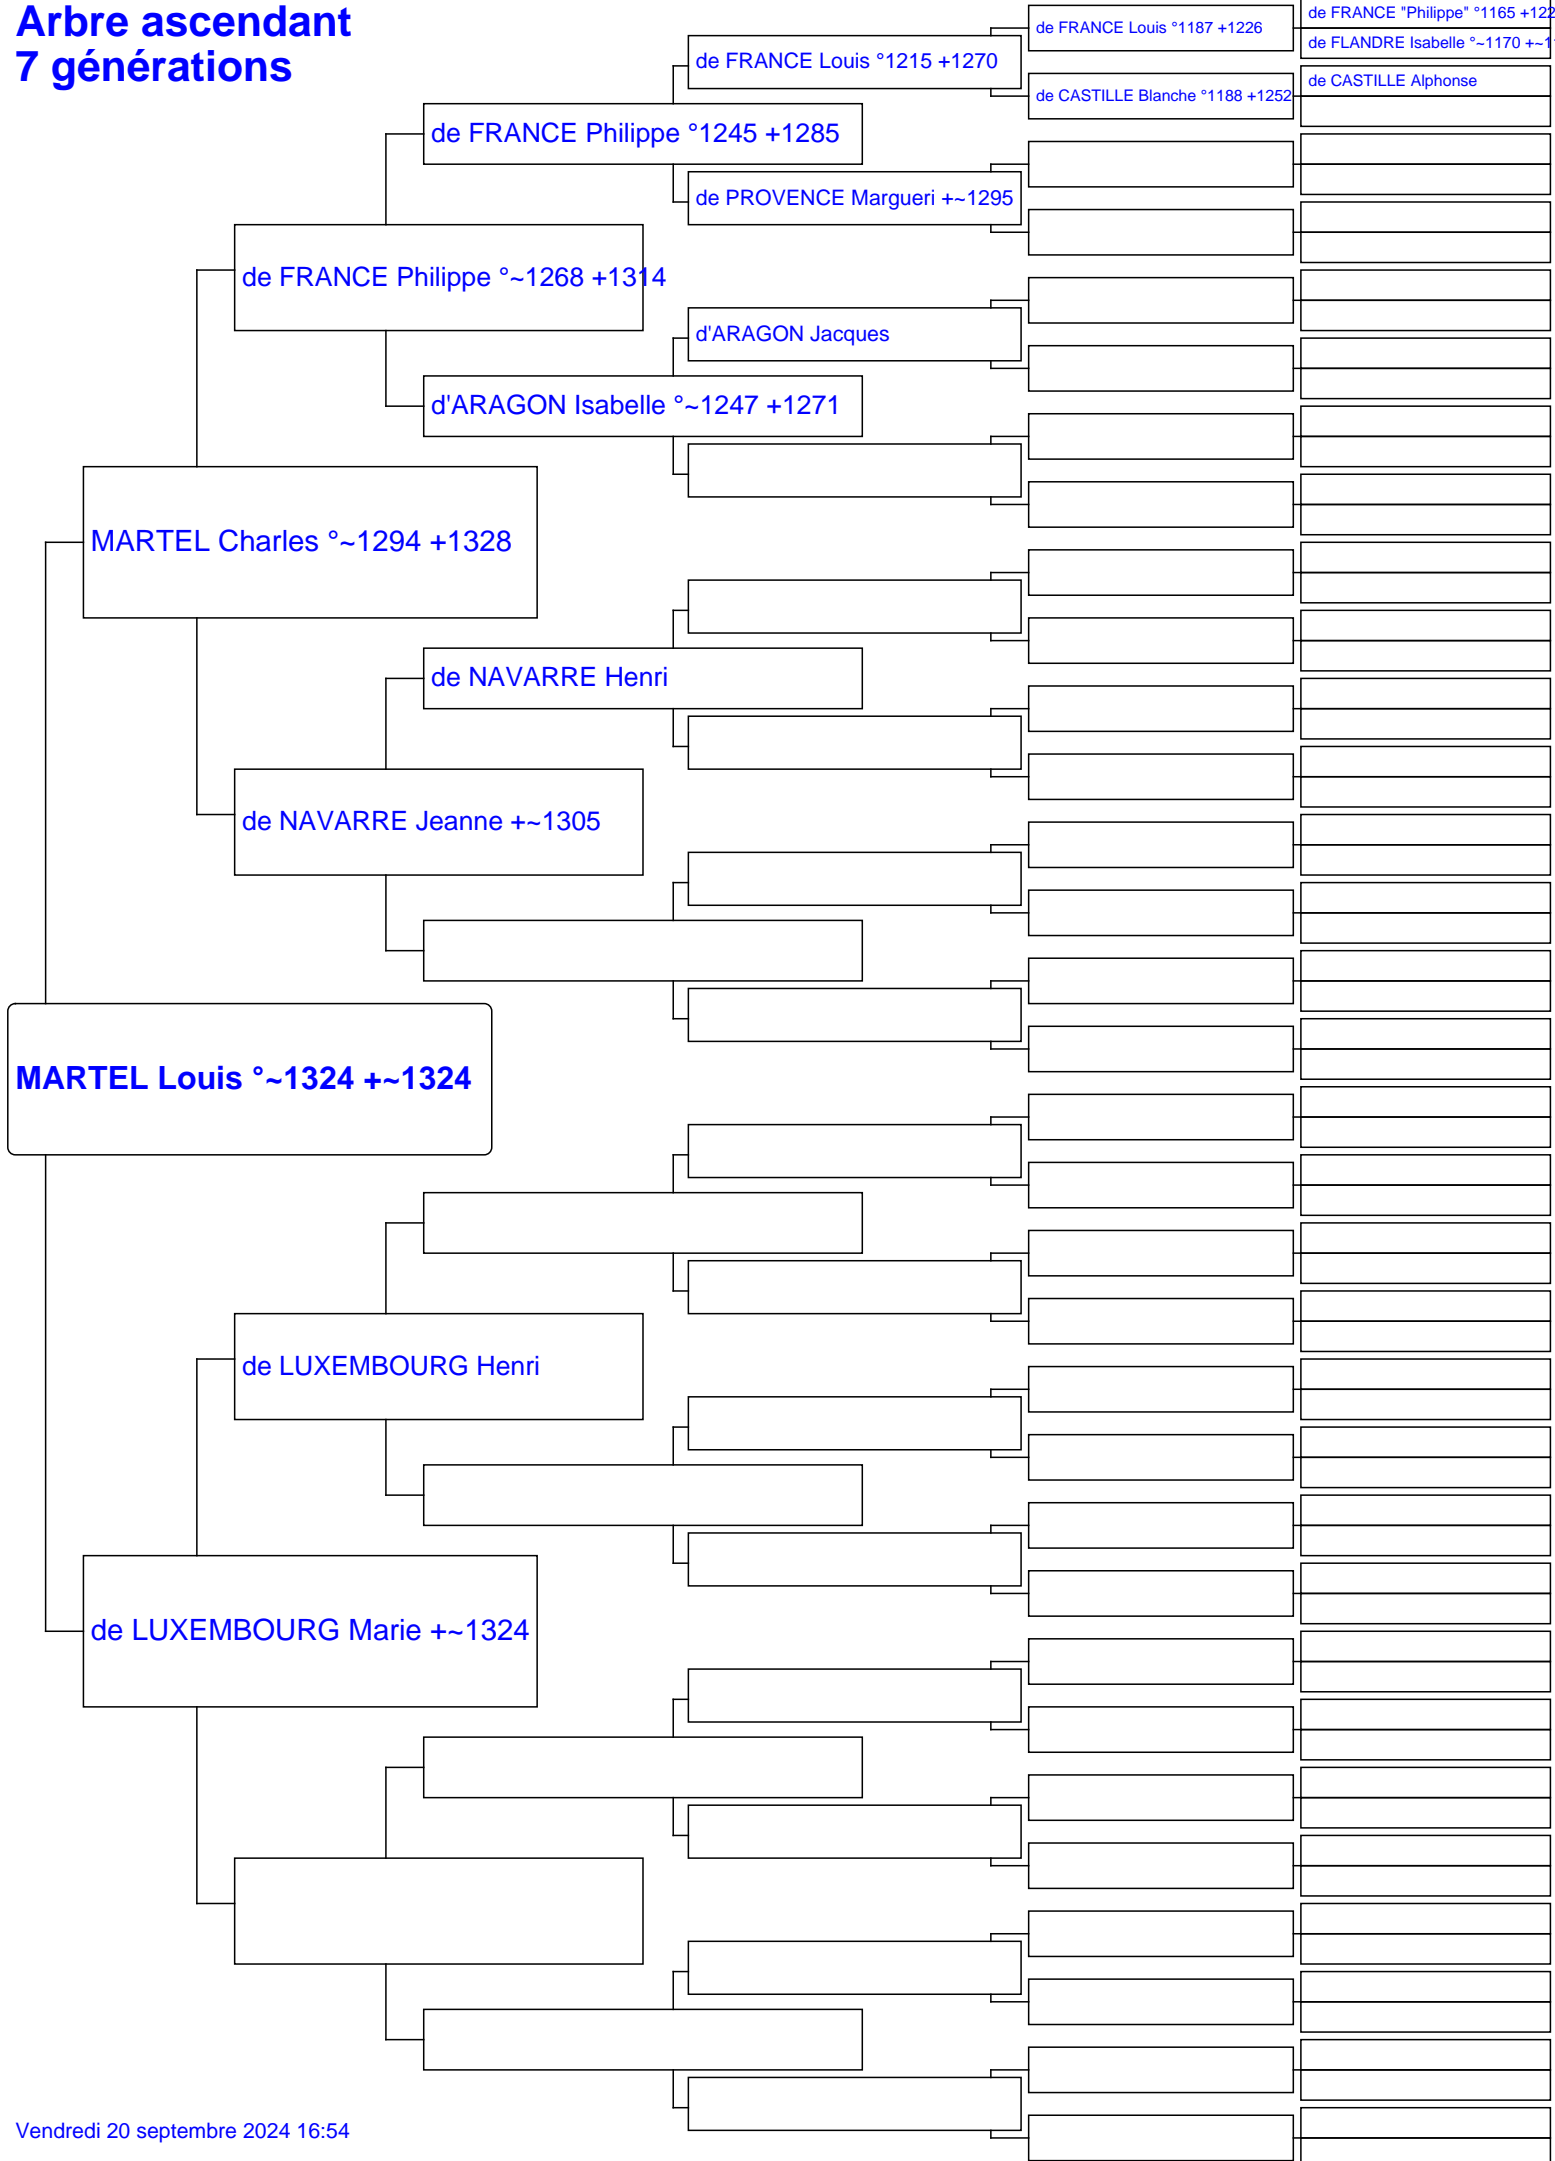 Arbre ascendant
7 générations
de FRANCE "Philippe" °1165 +122
de FRANCE Louis °1187 +1226
de FLANDRE Isabelle °~1170 +~1
de FRANCE Louis °1215 +1270
de CASTILLE Alphonse
de CASTILLE Blanche °1188 +1252
de FRANCE Philippe °1245 +1285
de PROVENCE Margueri +~1295
de FRANCE Philippe °~1268 +1314
d'ARAGON Jacques
d'ARAGON Isabelle °~1247 +1271
MARTEL Charles °~1294 +1328
de NAVARRE Henri
de NAVARRE Jeanne +~1305
MARTEL Louis °~1324 +~1324
de LUXEMBOURG Henri
de LUXEMBOURG Marie +~1324
Vendredi 20 septembre 2024 16:54